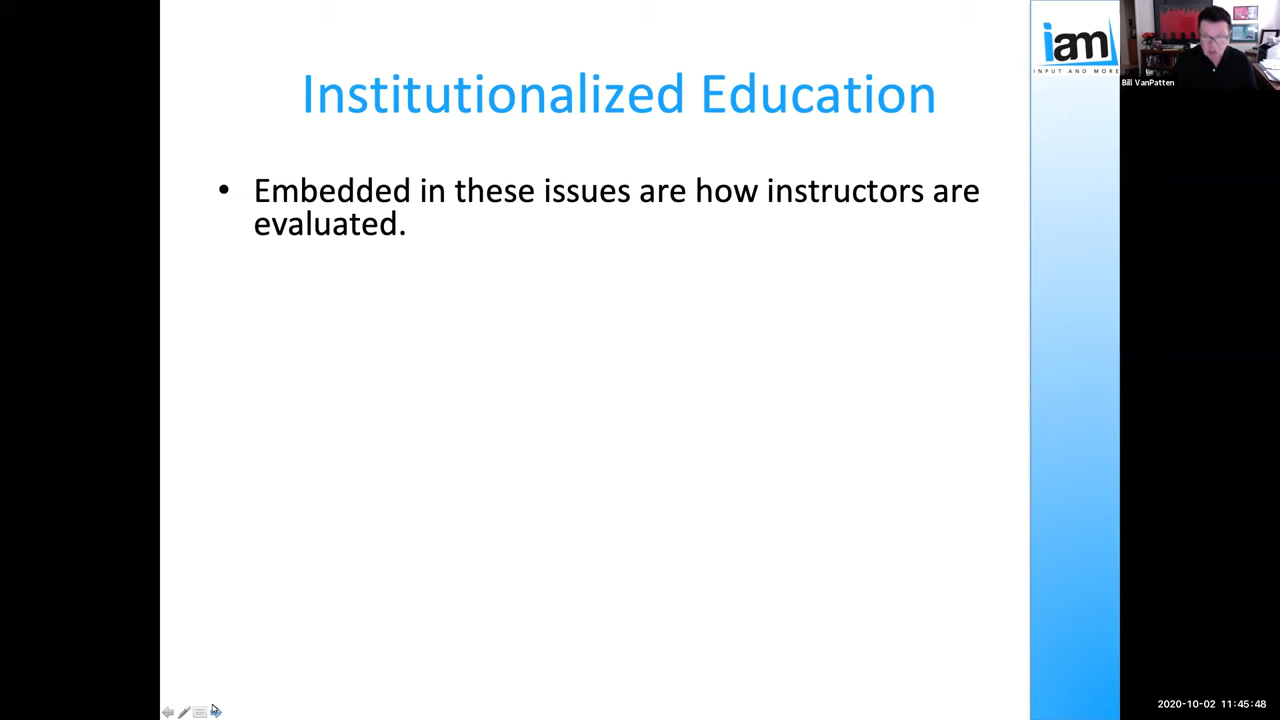 Institutionalized Education
• Embedded in these issues are how instructors are
evaluated.
iam
INPUT AND MORE
Bill VanPatten
2020-10-02 11:45:48